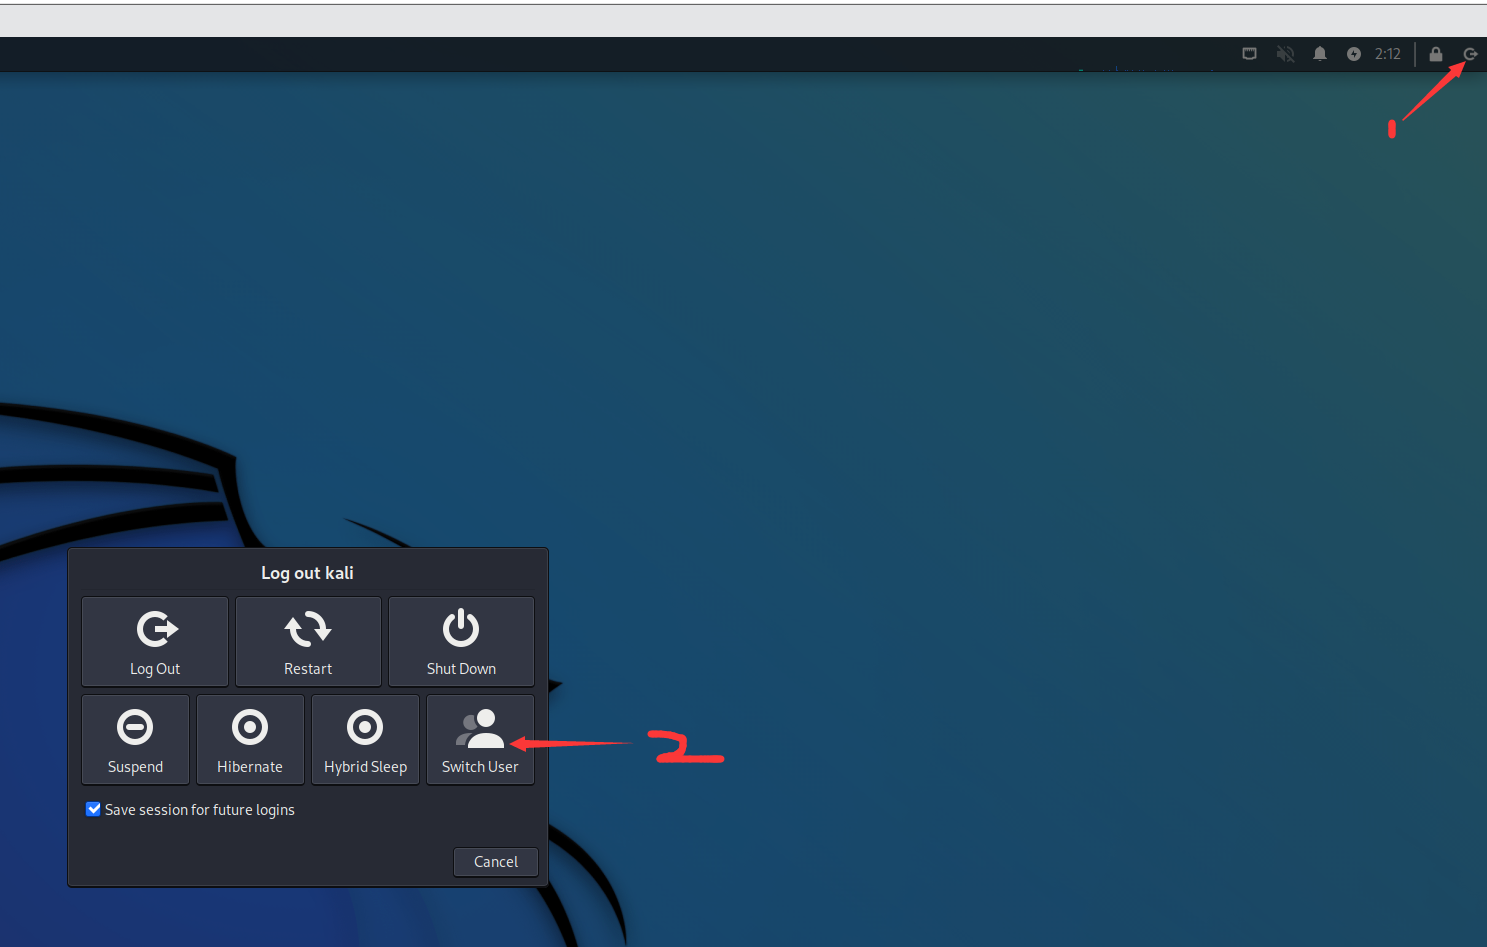 2:12
1
Log out kali
Log Out Restart Shut Down
Suspend Hibernate Hybrid Sleep Switch User
2
Save session for future logins
Cancel